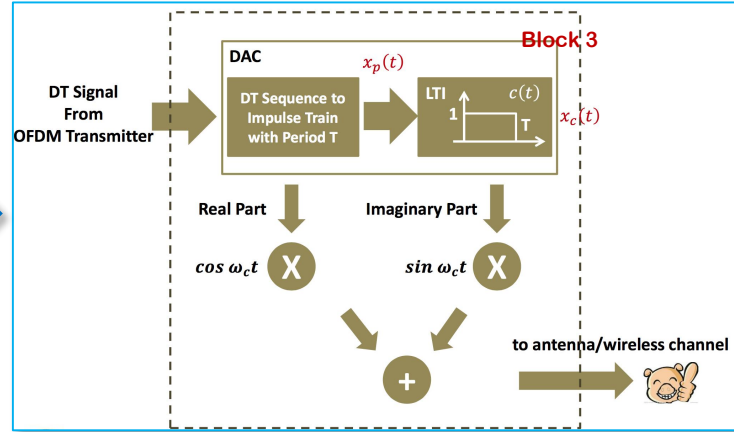 Block 3
DAC
x_p(t)
DT Signal
From
OFDM Transmitter
DT Sequence to
Impulse Train
with Period T
LTI
c(t)
1
T
x_c(t)
Real Part
Imaginary Part
cos ω_c t
X
sin ω_c t
X
to antenna/wireless channel
+